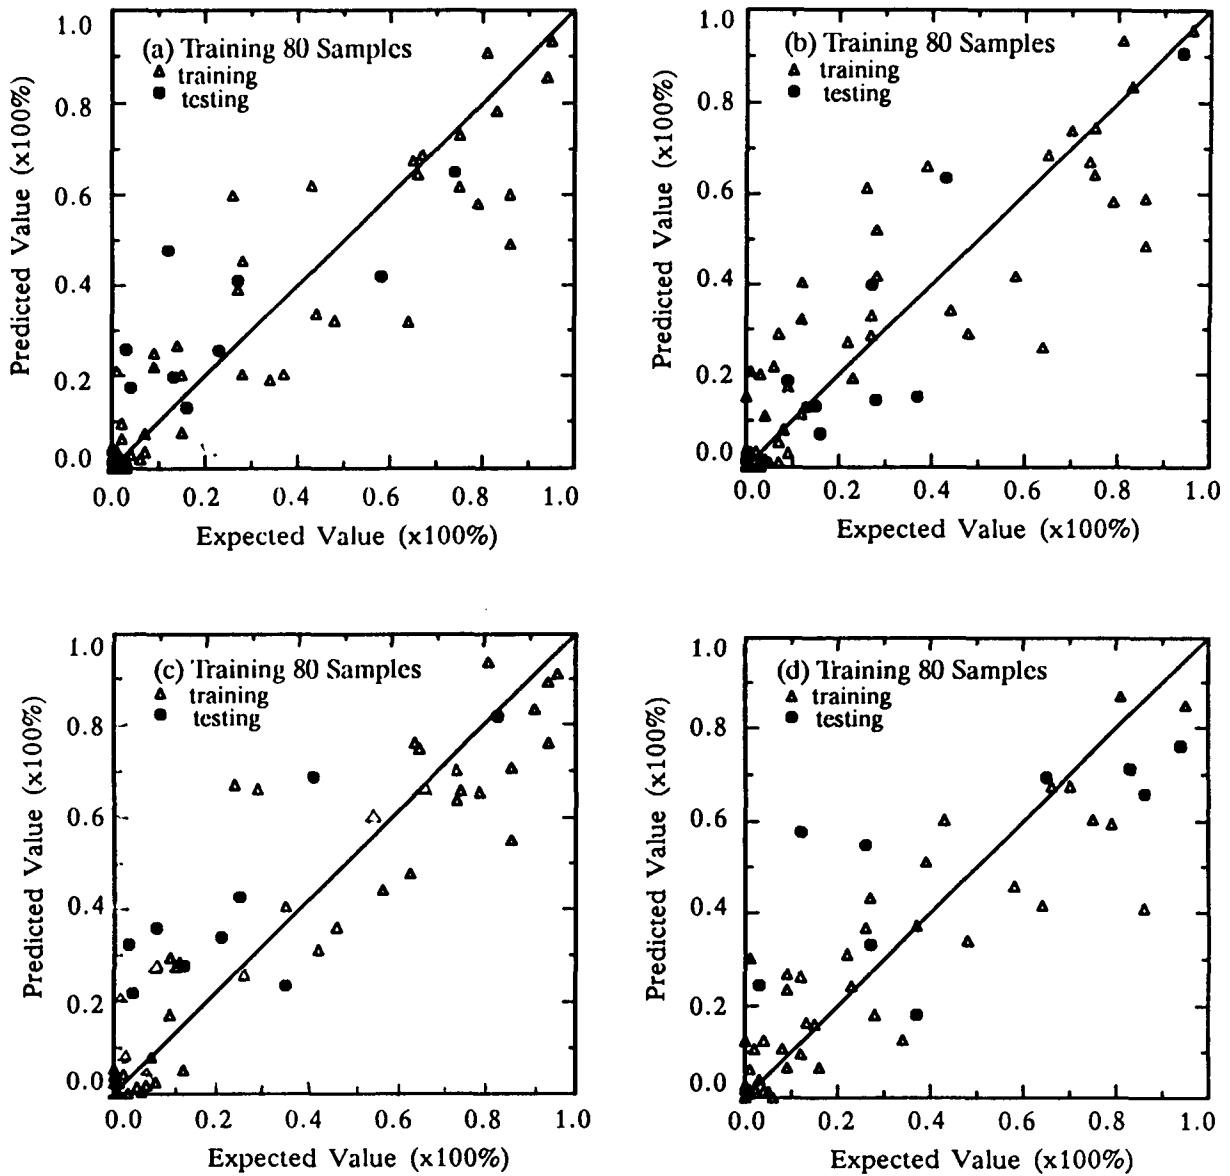 (a) Training 80 Samples
training
testing
1.0
0.8
0.6
0.4
0.2
0.0
Predicted Value (x100%)
0.0 0.2 0.4 0.6 0.8 1.0
Expected Value (x100%)
(b) Training 80 Samples
training
testing
1.0
0.8
0.6
0.4
0.2
0.0
Predicted Value (x100%)
0.0 0.2 0.4 0.6 0.8 1.0
Expected Value (x100%)
(c) Training 80 Samples
training
testing
1.0
0.8
0.6
0.4
0.2
0.0
Predicted Value (x100%)
0.0 0.2 0.4 0.6 0.8 1.0
Expected Value (x100%)
(d) Training 80 Samples
training
testing
1.0
0.8
0.6
0.4
0.2
0.0
Predicted Value (x100%)
0.0 0.2 0.4 0.6 0.8 1.0
Expected Value (x100%)